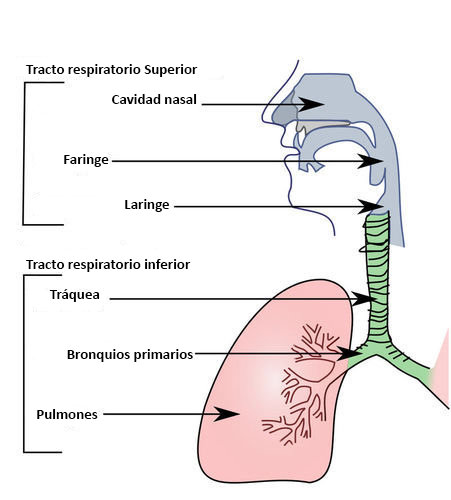 Tracto respiratorio Superior
Cavidad nasal
Faringe
Laringe
Tracto respiratorio inferior
Tráquea
Bronquios primarios
Pulmones